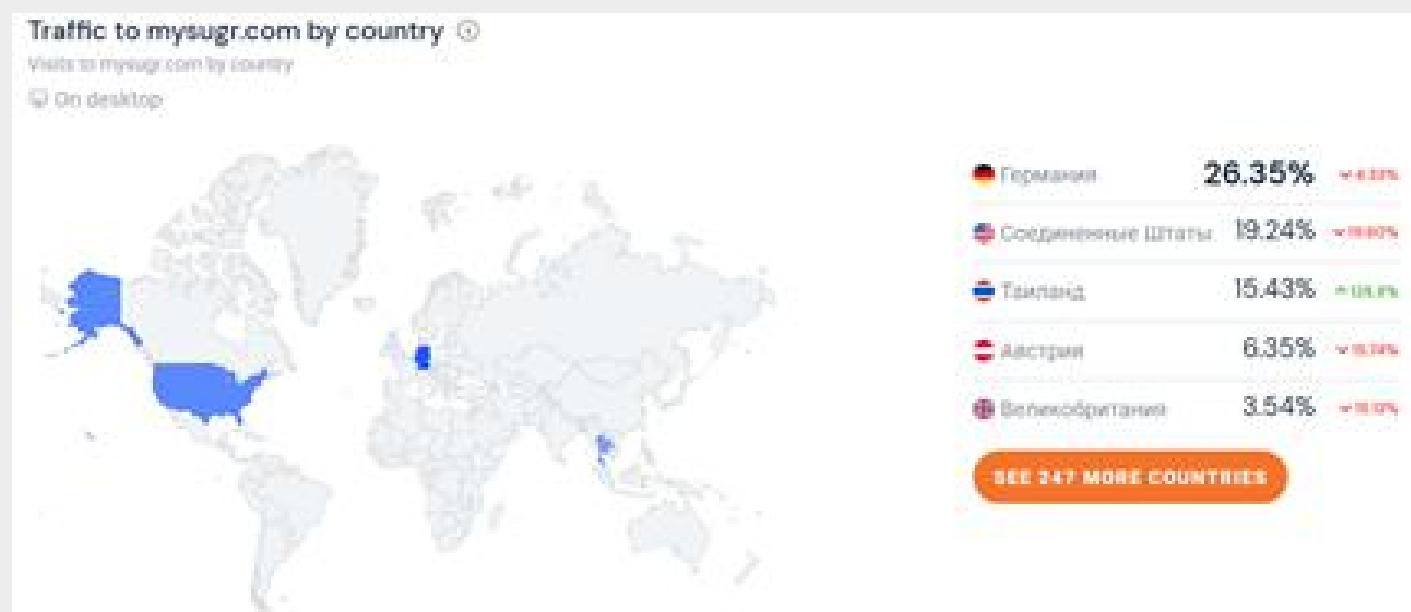 Traffic to mysugr.com by country
Visits to mysugr.com by country
On desktop
Германия 26.35%
Соединенные Штаты 19.24%
Таиланд 15.43%
Австрия 6.35%
Великобритания 3.54%
SEE 247 MORE COUNTRIES